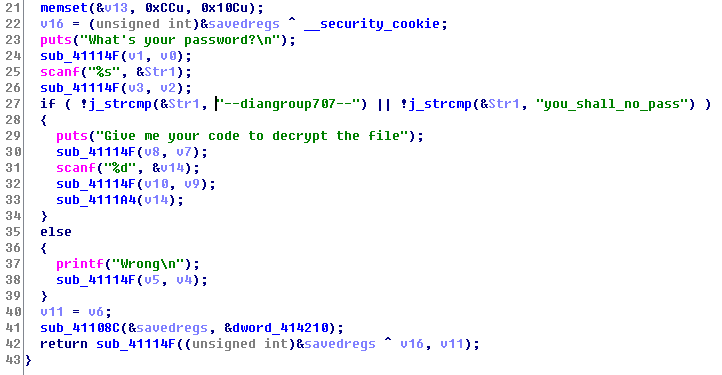 21 memset(&v13, 0xCCu, 0x10Cu);
22 v16 = (unsigned int)&savedregs ^ __security_cookie;
23 puts("What's your password?\n");
24 sub_41114F(v1, v0);
25 scanf("%s", &Str1);
26 sub_41114F(v3, v2);
27 if ( !j_strcmp(&Str1, "--diangroup707--") || !j_strcmp(&Str1, "you_shall_no_pass") )
28 {
29 puts("Give me your code to decrypt the file");
30 sub_41114F(v8, v7);
31 scanf("%d", &v14);
32 sub_41114F(v10, v9);
33 sub_4111A4(v14);
34 }
35 else
36 {
37 printf("Wrong\n");
38 sub_41114F(v5, v4);
39 }
40 v11 = v6;
41 sub_41108C(&savedregs, &dword_414210);
42 return sub_41114F((unsigned int)&savedregs ^ v16, v11);
43 }